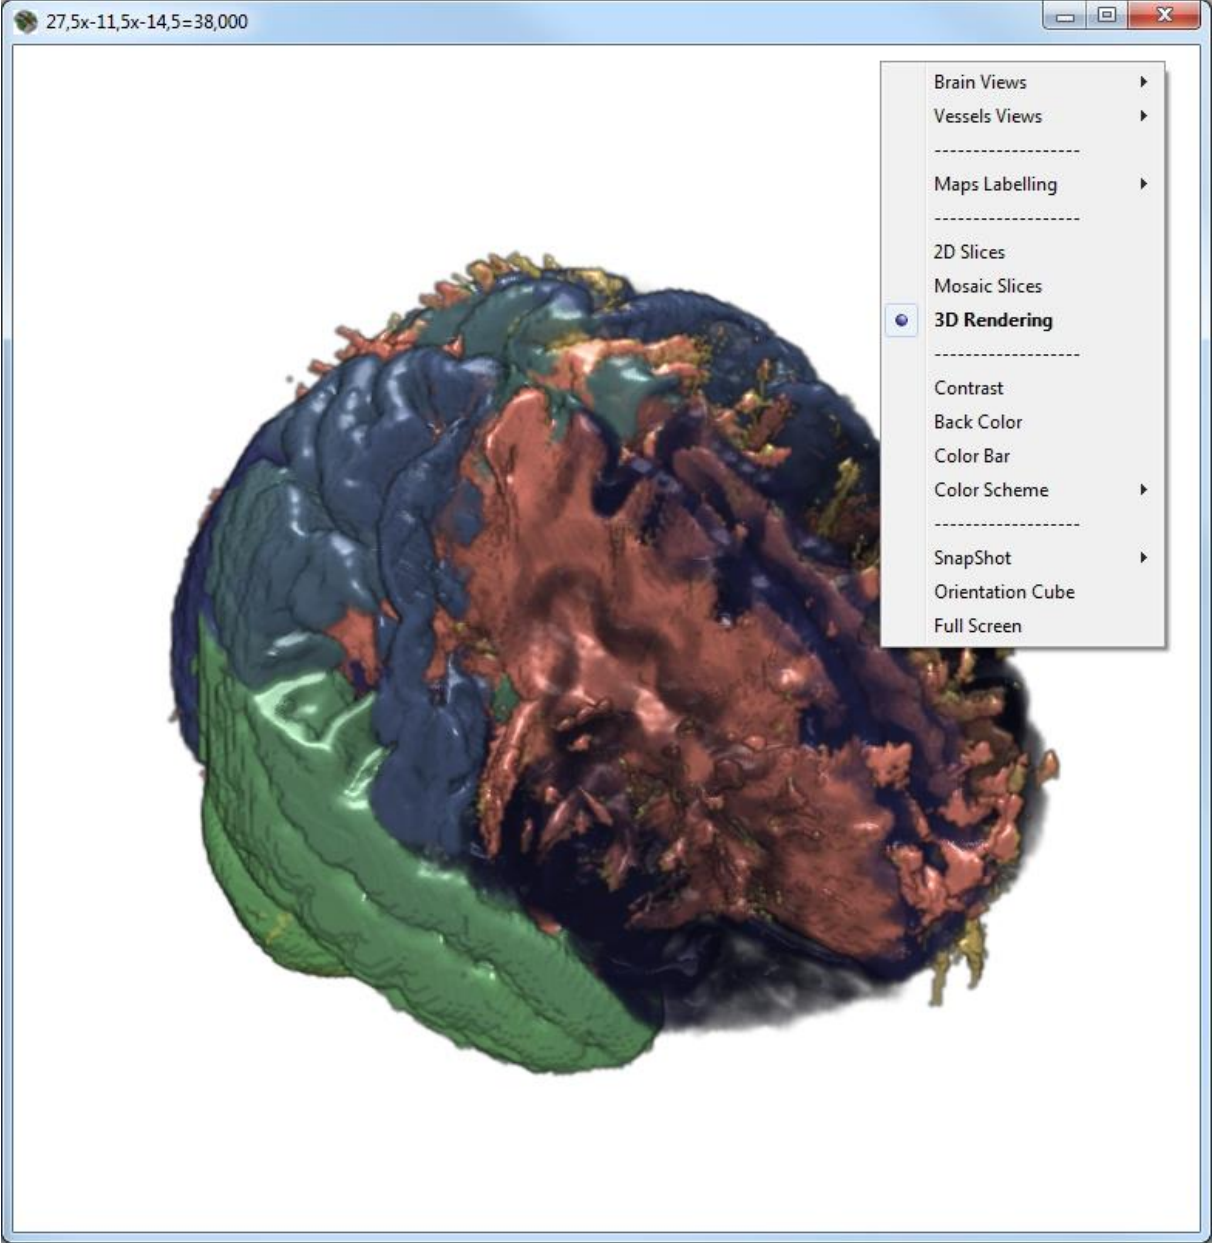 27,5x-11,5x-14,5=38,000
Brain Views
Vessels Views
-------------------
Maps Labelling
-------------------
2D Slices
Mosaic Slices
3D Rendering
-------------------
Contrast
Back Color
Color Bar
Color Scheme
-------------------
SnapShot
Orientation Cube
Full Screen